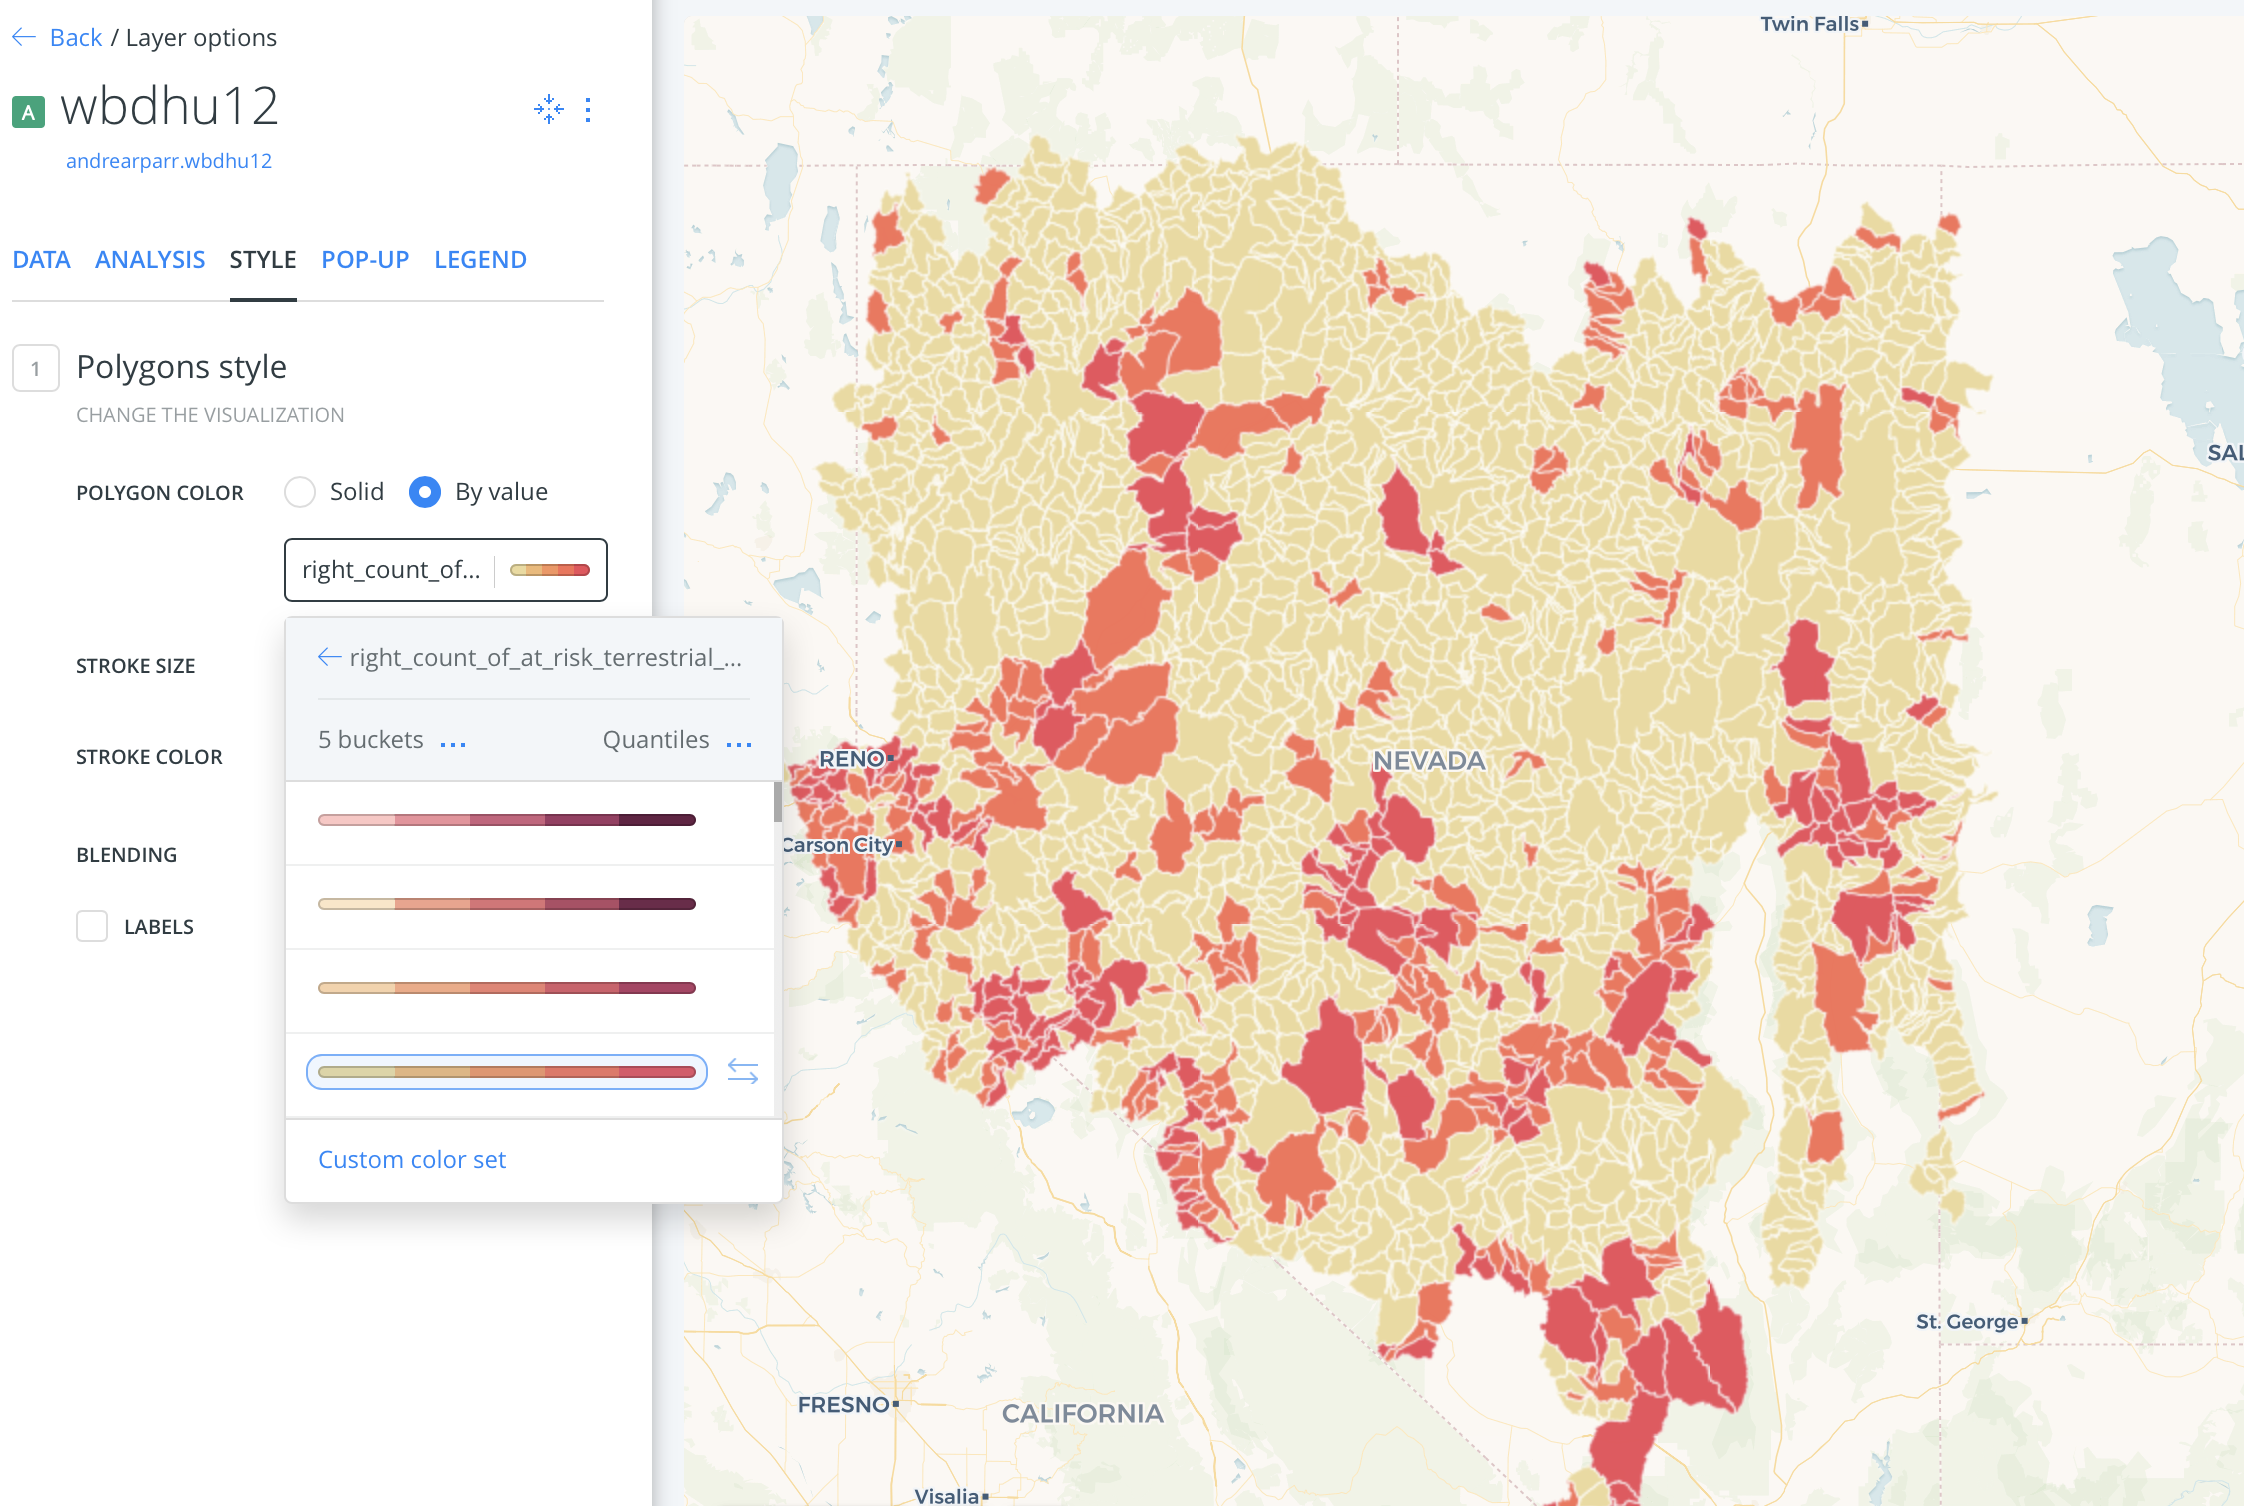 Back / Layer options
A wbdhu12
andrearparr.wbdhu12
DATA ANALYSIS STYLE POP-UP LEGEND
1 Polygons style
CHANGE THE VISUALIZATION
POLYGON COLOR Solid By value
right_count_of...
right_count_of_at_risk_terrestrial_...
STROKE SIZE
5 buckets ... Quantiles ...
STROKE COLOR
BLENDING
LABELS
Custom color set
Twin Falls
SAL
RENO
NEVADA
Carson City
St. George
FRESNO
CALIFORNIA
Visalia